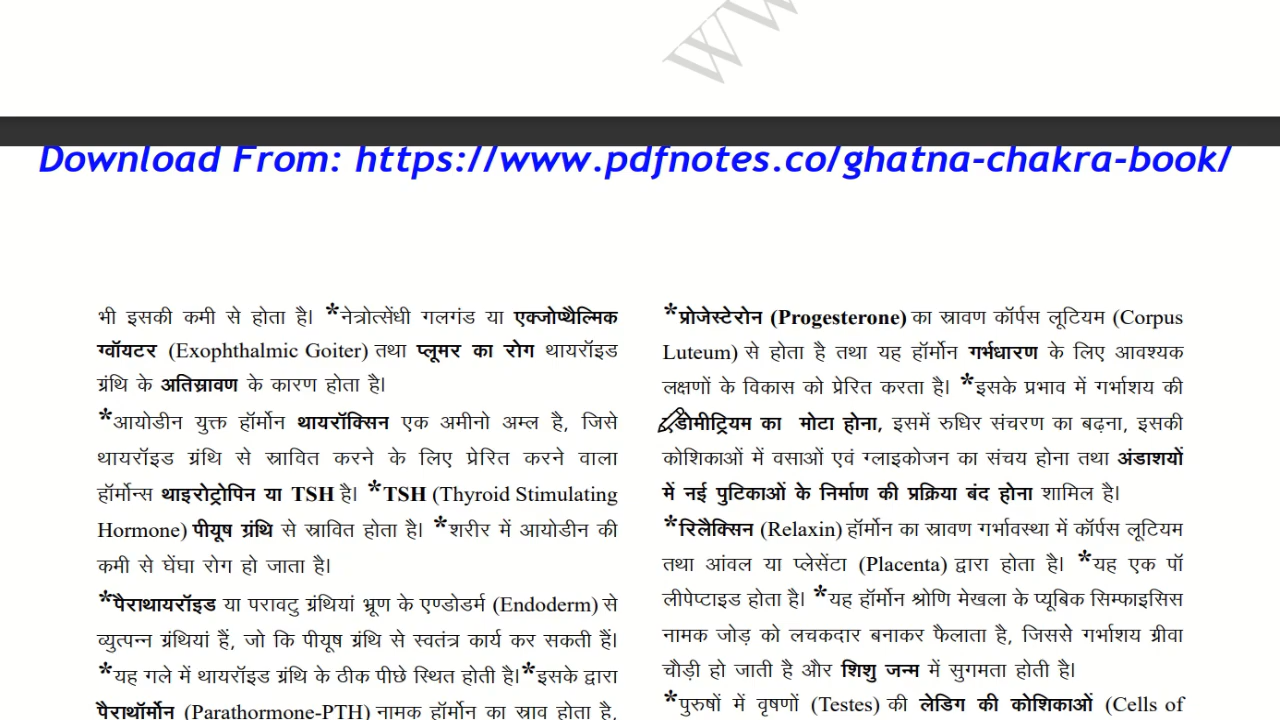 W W
Download From: https://www.pdfnotes.co/ghatna-chakra-book/
भी इसकी कमी से होता है। *नेत्रोत्सेंधी गलगंड या एक्जोप्थैल्मिक
ग्वॉयटर (Exophthalmic Goiter) तथा प्लूमर का रोग थायरॉइड
ग्रंथि के अतिस्रावण के कारण होता है।
*आयोडीन युक्त हॉर्मोन थायरॉक्सिन एक अमीनो अम्ल है, जिसे
थायरॉइड ग्रंथि से स्रावित करने के लिए प्रेरित करने वाला
हॉर्मोन्स थाइरोट्रोपिन या TSH है। *TSH (Thyroid Stimulating
Hormone) पीयूष ग्रंथि से स्रावित होता है। *शरीर में आयोडीन की
कमी से घेंघा रोग हो जाता है।
*पैराथायरॉइड या परावटु ग्रंथियां भ्रूण के एण्डोडर्म (Endoderm) से
व्युत्पन्न ग्रंथियां हैं, जो कि पीयूष ग्रंथि से स्वतंत्र कार्य कर सकती हैं।
*यह गले में थायरॉइड ग्रंथि के ठीक पीछे स्थित होती है।*इसके द्वारा
पैराथॉर्मोन (Parathormone-PTH) नामक हॉर्मोन का स्राव होता है,
*प्रोजेस्टेरोन (Progesterone) का स्रावण कॉर्पस लूटियम (Corpus
Luteum) से होता है तथा यह हॉर्मोन गर्भधारण के लिए आवश्यक
लक्षणों के विकास को प्रेरित करता है। *इसके प्रभाव में गर्भाशय की
डोमीट्रियम का मोटा होना, इसमें रुधिर संचरण का बढ़ना, इसकी
कोशिकाओं में वसाओं एवं ग्लाइकोजन का संचय होना तथा अंडाशयों
में नई पुटिकाओं के निर्माण की प्रक्रिया बंद होना शामिल है।
*रिलैक्सिन (Relaxin) हॉर्मोन का स्रावण गर्भावस्था में कॉर्पस लूटियम
तथा आंवल या प्लेसेंटा (Placenta) द्वारा होता है। *यह एक पॉ
लीपेप्टाइड होता है। *यह हॉर्मोन श्रोणि मेखला के प्यूबिक सिम्फाइसिस
नामक जोड़ को लचकदार बनाकर फैलाता है, जिससे गर्भाशय ग्रीवा
चौड़ी हो जाती है और शिशु जन्म में सुगमता होती है।
*पुरुषों में वृषणों (Testes) की लेडिग की कोशिकाओं (Cells of